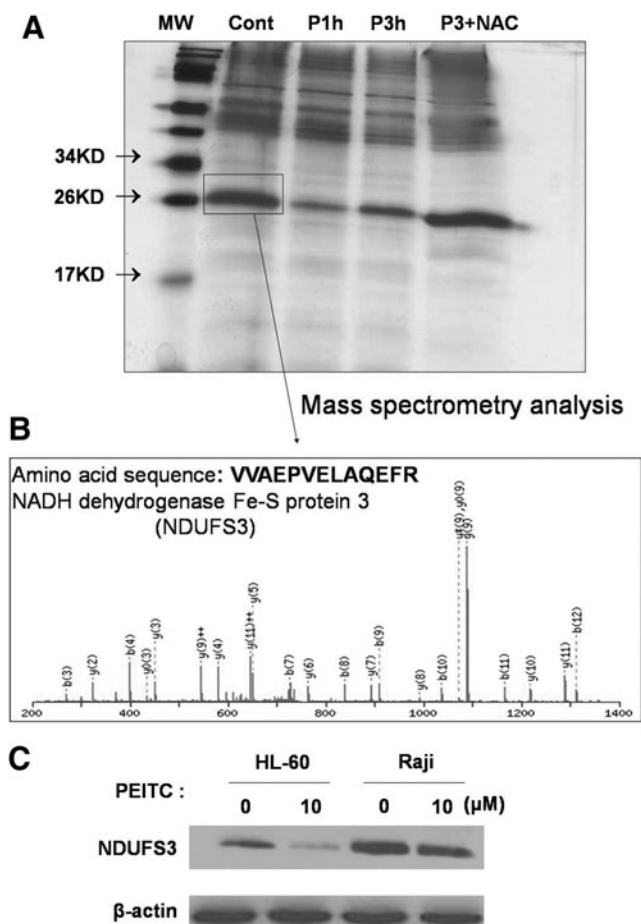 A
MW Cont P1h P3h P3+NAC
34KD →
26KD →
17KD →
Mass spectrometry analysis
B
Amino acid sequence: VVAEPVELAQEFR
NADH dehydrogenase Fe-S protein 3
(NDUFS3)
b(3)
y(2)
b(4)
y0(3)
y(3)
y(9)++
y(4)
y(11)++
y(5)
b(7)
y(6)
b(8)
y(7)
b(9)
y(8)
b(10)
y(9)
b(11)
y(10)
y(11)
b(12)
200 400 600 800 1000 1200 1400
C
HL-60 Raji
PEITC :
0 10 0 10 (µM)
NDUFS3
β-actin